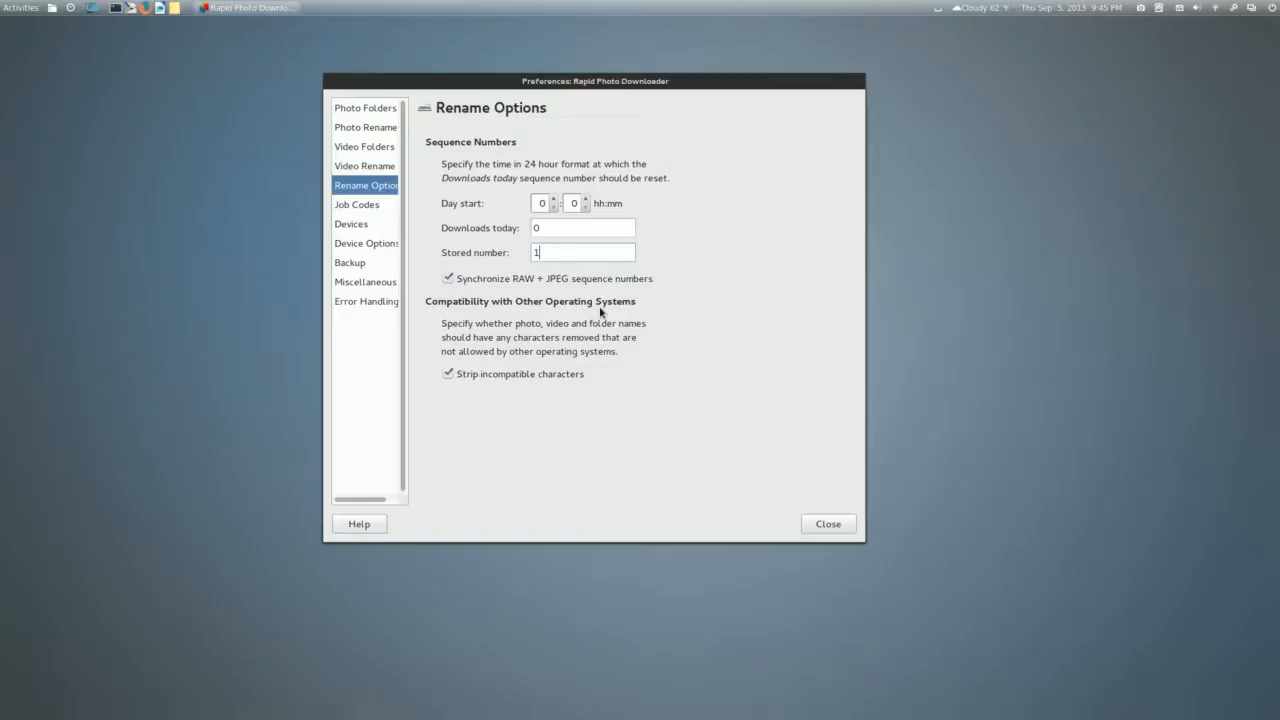 Activities
Rapid Photo Downlo...
Cloudy 62 °F
Thu Sep 5, 2013 9:45 PM
Preferences: Rapid Photo Downloader
Photo Folders
Photo Rename
Video Folders
Video Rename
Rename Option
Job Codes
Devices
Device Options
Backup
Miscellaneous
Error Handling
Rename Options
Sequence Numbers
Specify the time in 24 hour format at which the
Downloads today sequence number should be reset.
Day start: 0 : 0 hh:mm
Downloads today: 0
Stored number: 1
Synchronize RAW + JPEG sequence numbers
Compatibility with Other Operating Systems
Specify whether photo, video and folder names
should have any characters removed that are
not allowed by other operating systems.
Strip incompatible characters
Help
Close